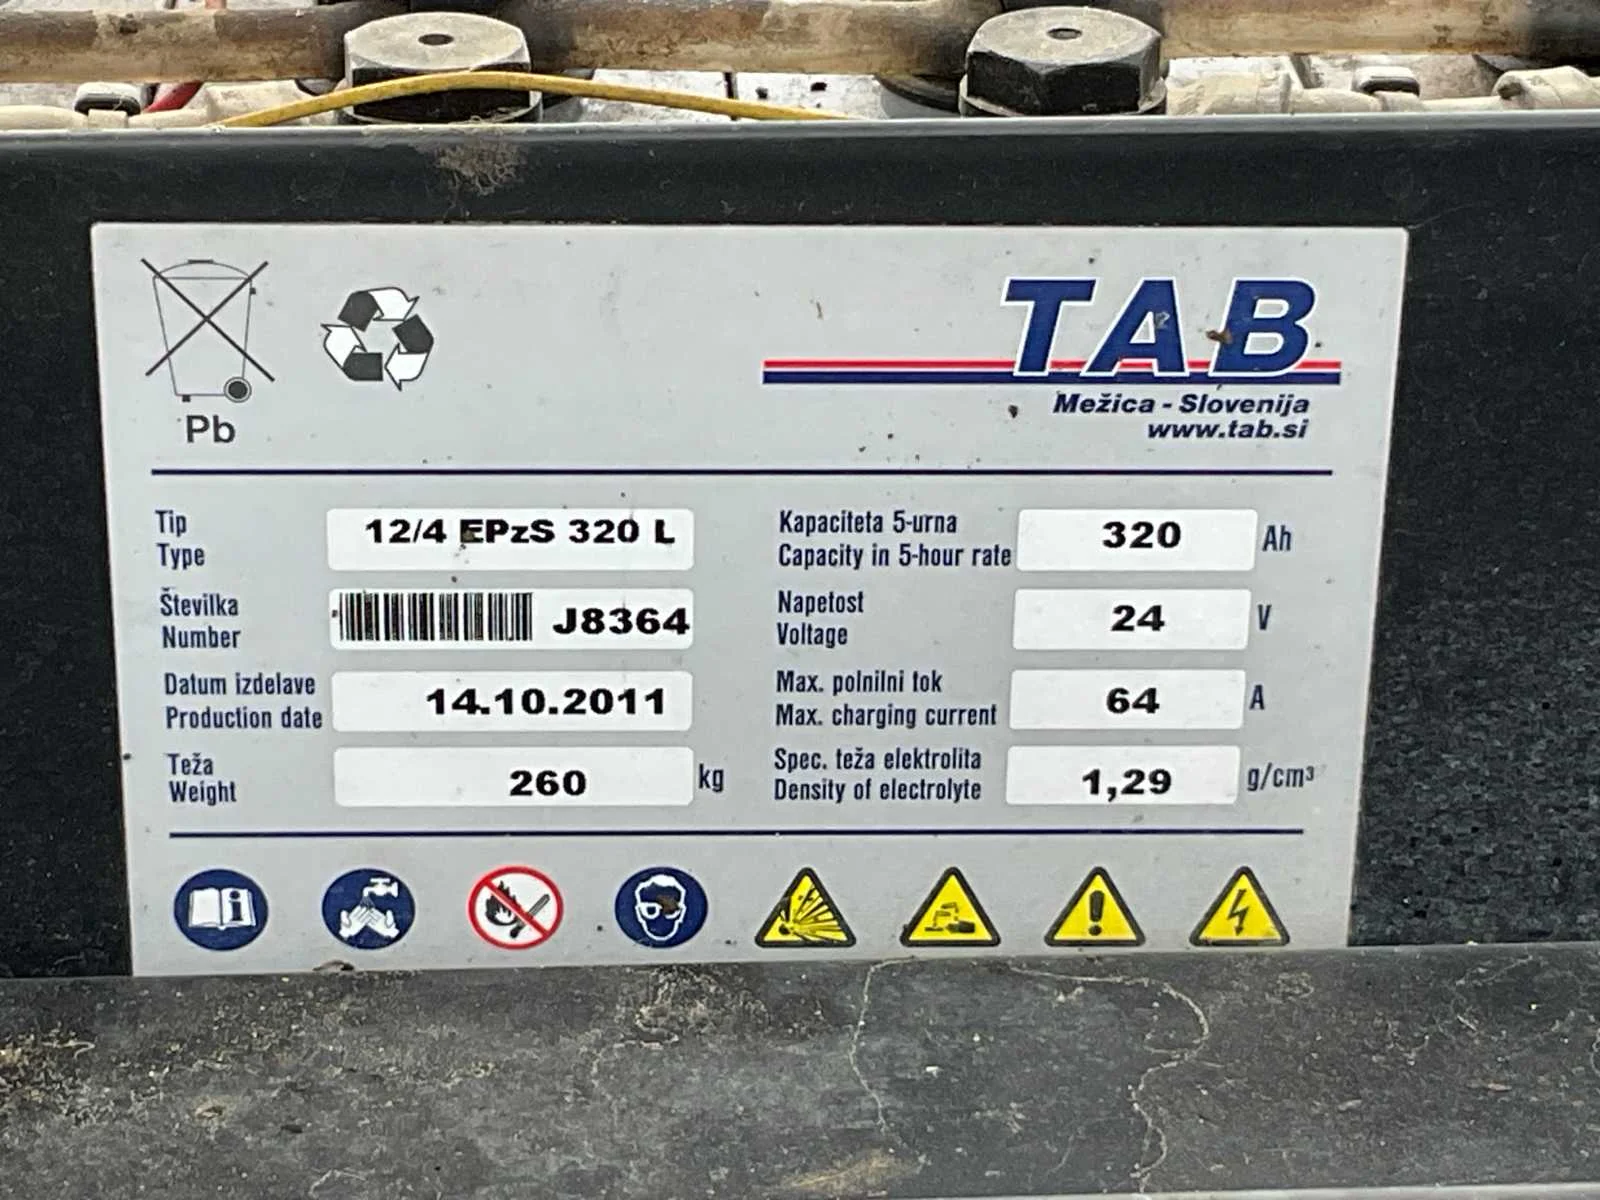 Pb
TAB
Mežica - Slovenija
www.tab.si
Tip
Type
12/4 EPzS 320 L
Številka
Number
J8364
Datum izdelave
Production date
14.10.2011
Teža
Weight
260 kg
Kapaciteta 5-urna
Capacity in 5-hour rate
320 Ah
Napetost
Voltage
24 V
Max. polnilni tok
Max. charging current
64 A
Spec. teža elektrolita
Density of electrolyte
1,29 g/cm³